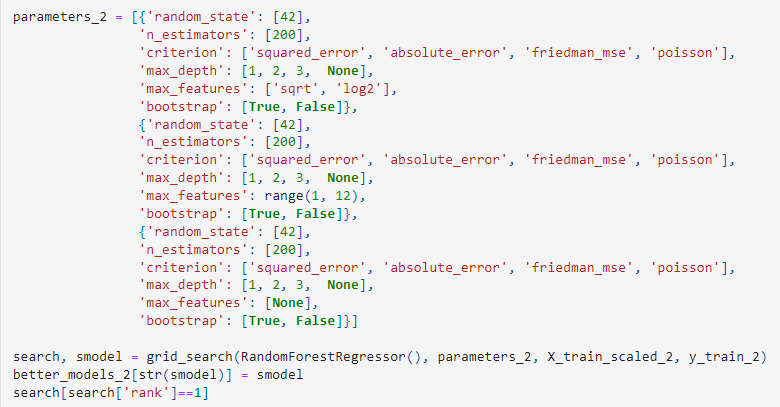 parameters_2 = [{'random_state': [42],
'n_estimators': [200],
'criterion': ['squared_error', 'absolute_error', 'friedman_mse', 'poisson'],
'max_depth': [1, 2, 3,  None],
'max_features': ['sqrt', 'log2'],
'bootstrap': [True, False]},
{'random_state': [42],
'n_estimators': [200],
'criterion': ['squared_error', 'absolute_error', 'friedman_mse', 'poisson'],
'max_depth': [1, 2, 3,  None],
'max_features': range(1, 12),
'bootstrap': [True, False]},
{'random_state': [42],
'n_estimators': [200],
'criterion': ['squared_error', 'absolute_error', 'friedman_mse', 'poisson'],
'max_depth': [1, 2, 3,  None],
'max_features': [None],
'bootstrap': [True, False]}]
search, smodel = grid_search(RandomForestRegressor(), parameters_2, X_train_scaled_2, y_train_2)
better_models_2[str(smodel)] = smodel
search[search['rank']==1]